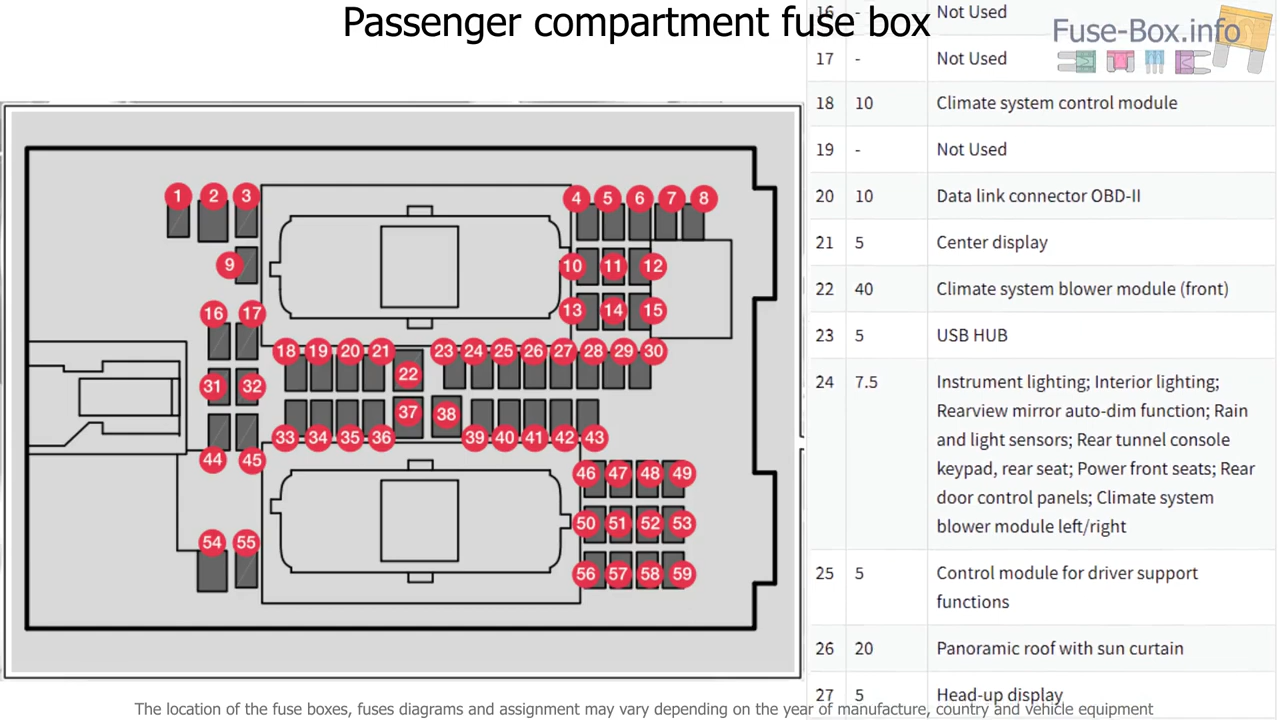 Passenger compartment fuse box
Fuse-Box.info
1 2 3 4 5 6 7 8
9 10 11 12
13 14 15
16 17
18 19 20 21 22 23 24 25 26 27 28 29 30
31 32
37 38
33 34 35 36 39 40 41 42 43
44 45
46 47 48 49
50 51 52 53
54 55
56 57 58 59
16 - Not Used
17 - Not Used
18 10 Climate system control module
19 - Not Used
20 10 Data link connector OBD-II
21 5 Center display
22 40 Climate system blower module (front)
23 5 USB HUB
24 7.5 Instrument lighting; Interior lighting;
Rearview mirror auto-dim function; Rain
and light sensors; Rear tunnel console
keypad, rear seat; Power front seats; Rear
door control panels; Climate system
blower module left/right
25 5 Control module for driver support
functions
26 20 Panoramic roof with sun curtain
27 5 Head-up display
The location of the fuse boxes, fuses diagrams and assignment may vary depending on the year of manufacture, country and vehicle equipment